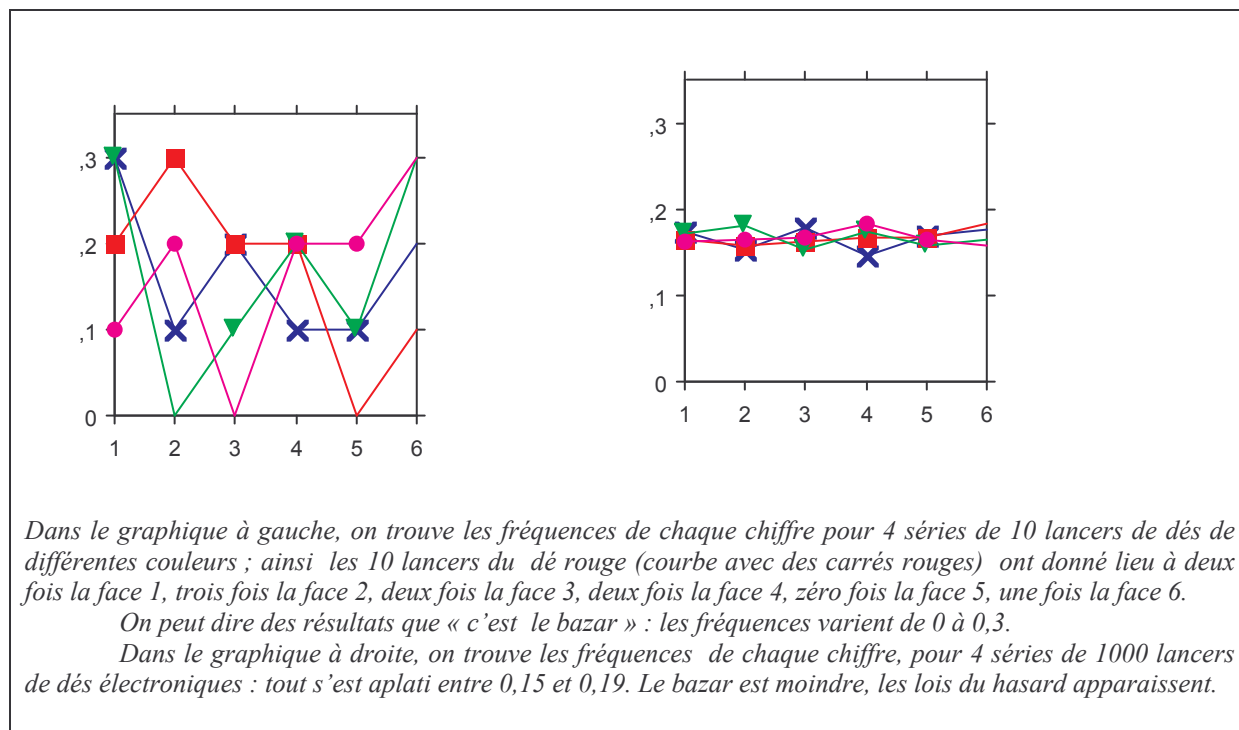 ,3
,2
,1
0
1 2 3 4 5 6
,3
,2
,1
0
1 2 3 4 5 6
Dans le graphique à gauche, on trouve les fréquences de chaque chiffre pour 4 séries de 10 lancers de dés de
différentes couleurs ; ainsi les 10 lancers du dé rouge (courbe avec des carrés rouges) ont donné lieu à deux
fois la face 1, trois fois la face 2, deux fois la face 3, deux fois la face 4, zéro fois la face 5, une fois la face 6.
On peut dire des résultats que « c'est le bazar » : les fréquences varient de 0 à 0,3.
Dans le graphique à droite, on trouve les fréquences de chaque chiffre, pour 4 séries de 1000 lancers
de dés électroniques : tout s'est aplati entre 0,15 et 0,19. Le bazar est moindre, les lois du hasard apparaissent.